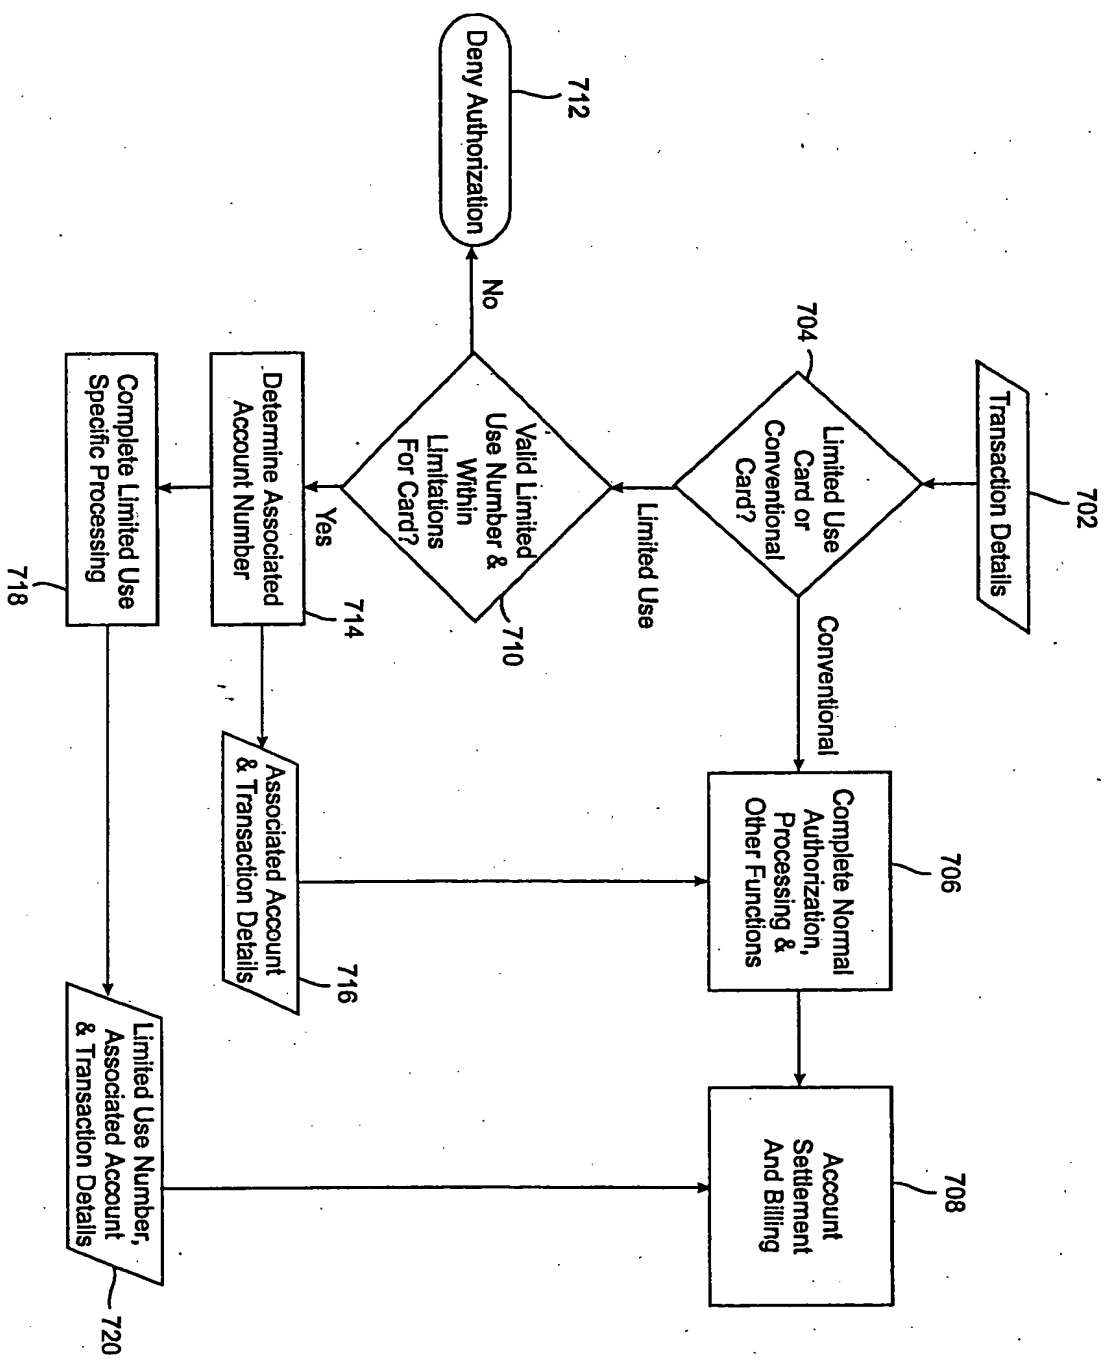 702
Transaction Details
704
Limited Use
Card or
Conventional
Card?
Conventional
706
Complete Normal
Authorization,
Processing &
Other Functions
708
Account
Settlement
And Billing
Limited Use
712
Deny Authorization
No
Valid Limited
Use Number &
Within
Limitations
For Card?
710
Yes
Determine Associated
Account Number
714
Associated Account
& Transaction Details
716
Complete Limited Use
Specific Processing
718
Limited Use Number,
Associated Account
& Transaction Details
720